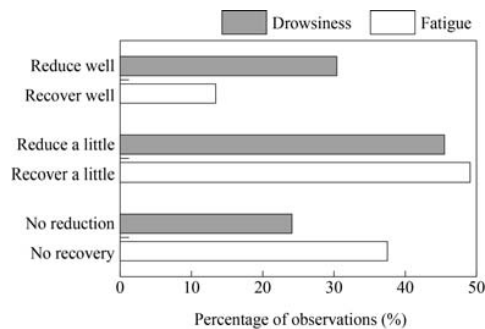 Drowsiness Fatigue
Reduce well
Recover well
Reduce a little
Recover a little
No reduction
No recovery
0 10 20 30 40 50
Percentage of observations (%)